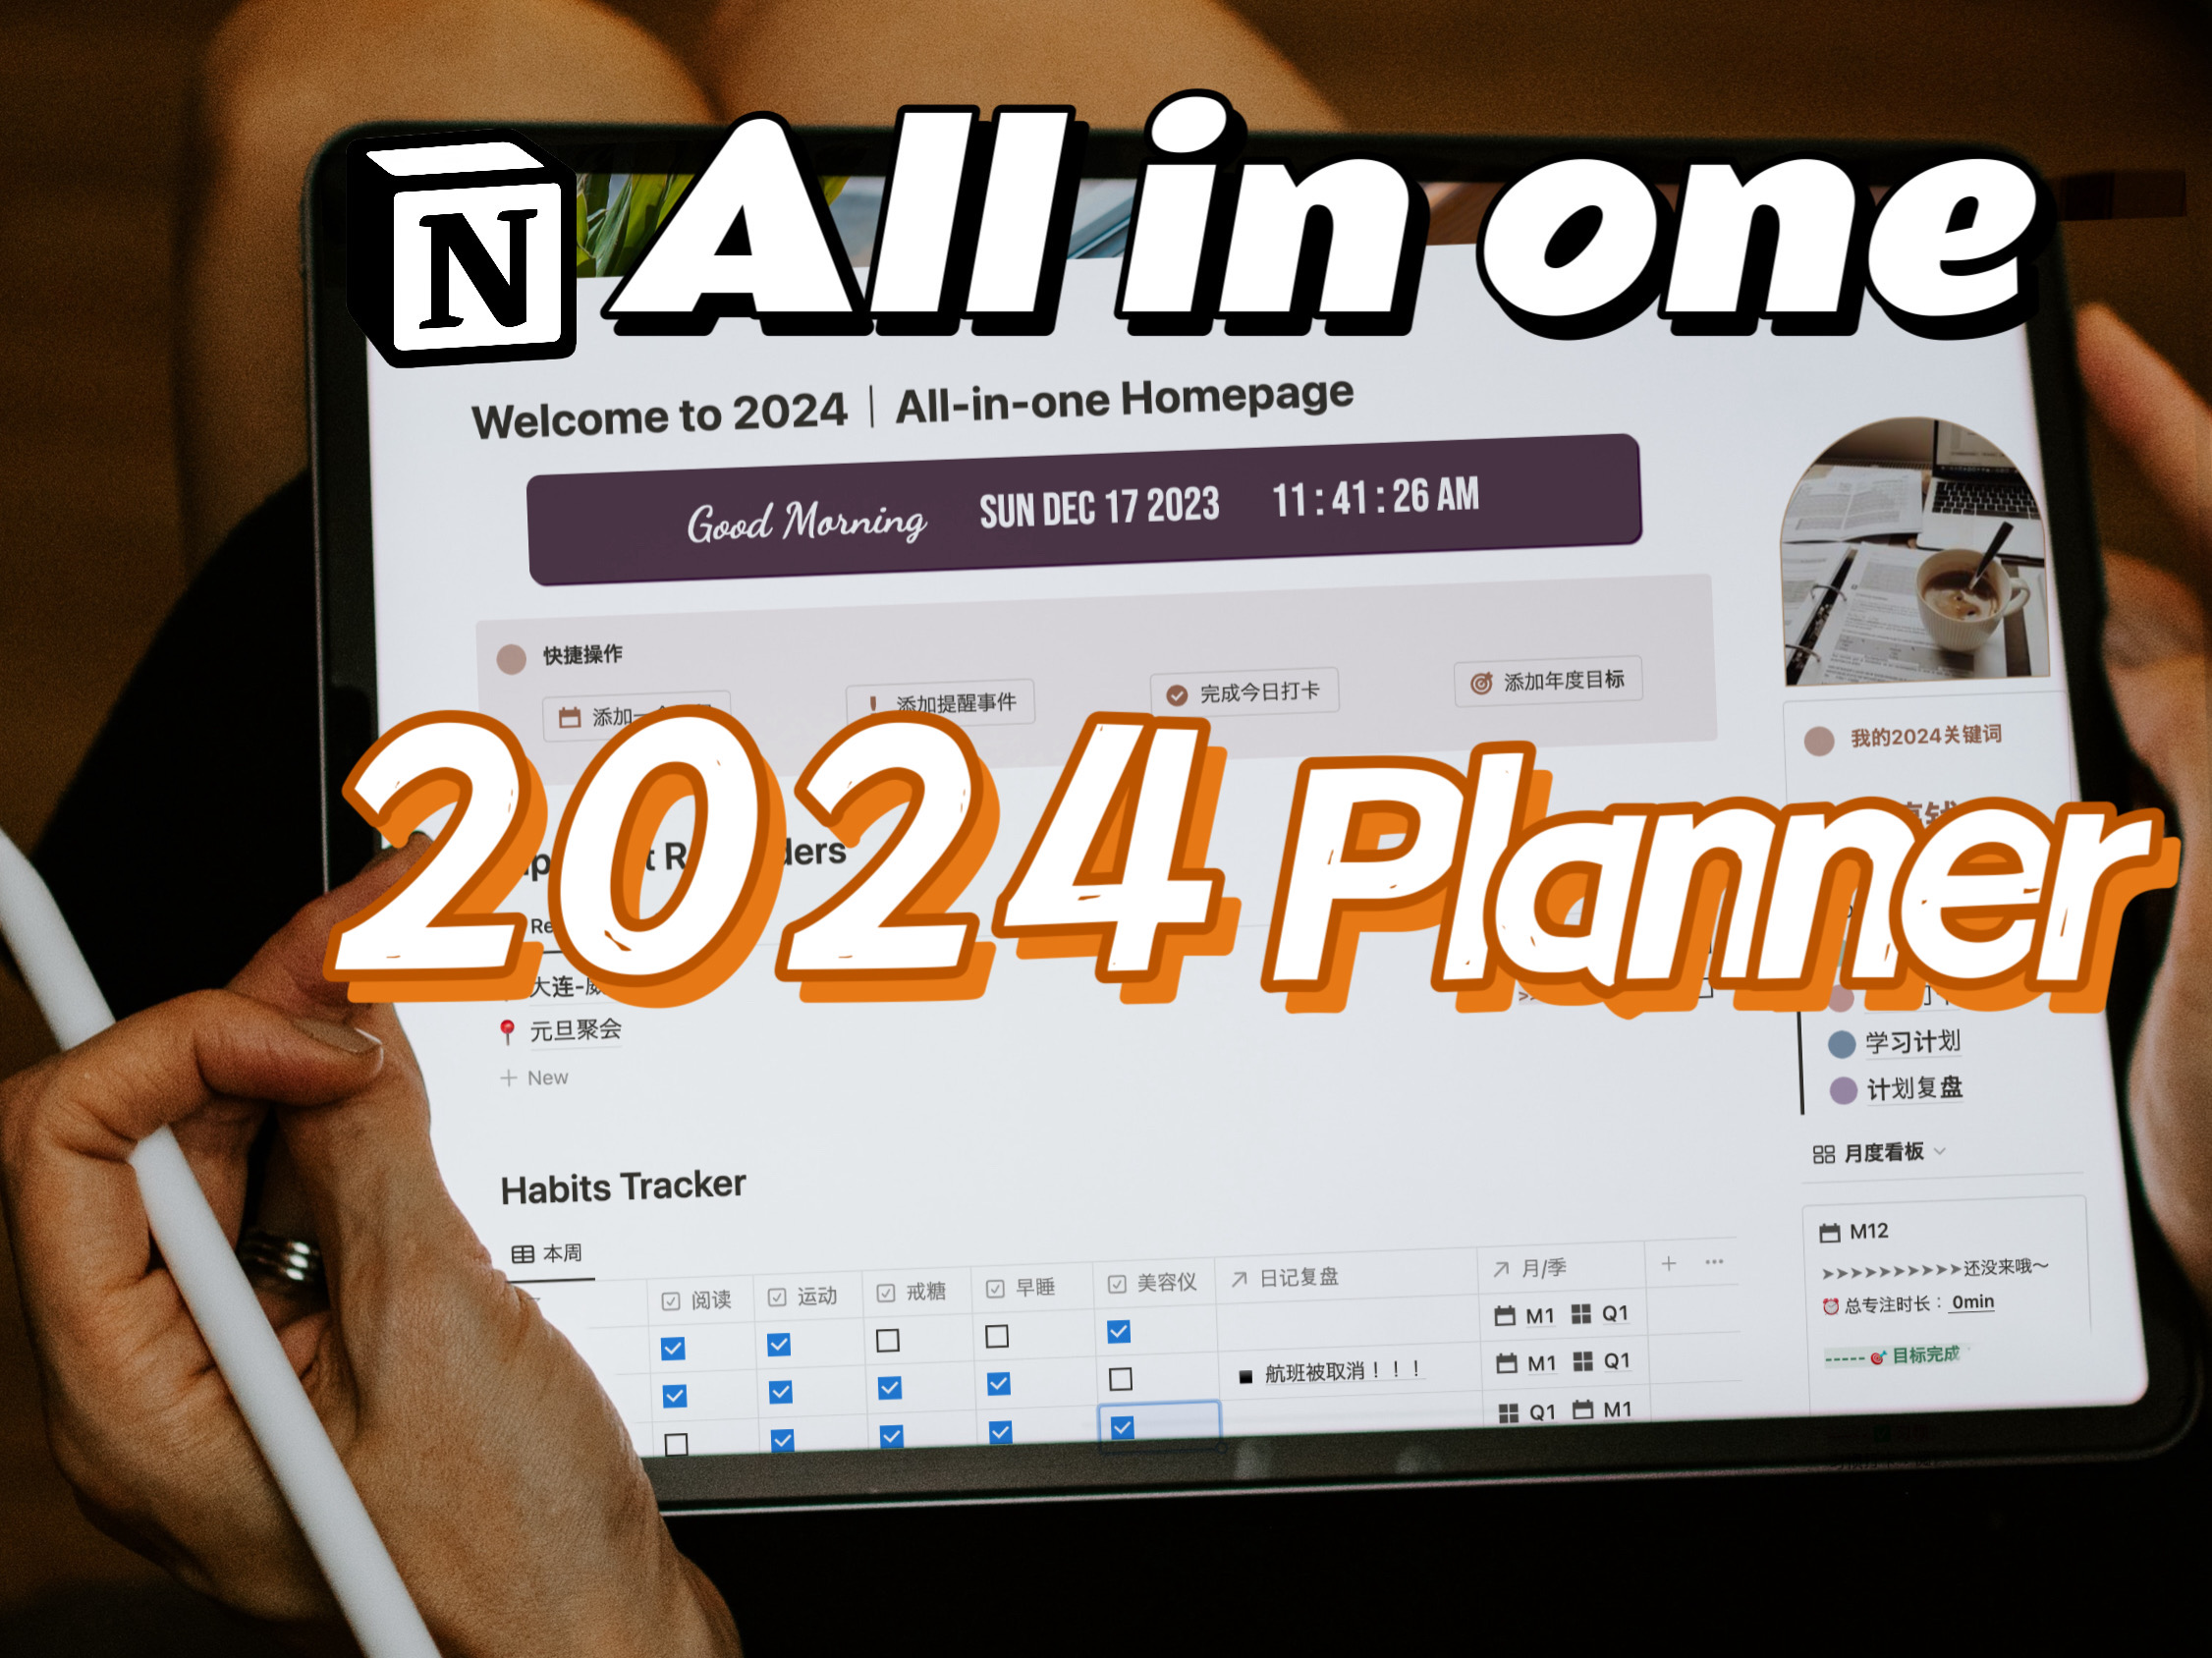 N All in one
Welcome to 2024 | All-in-one Homepage
Good Morning SUN DEC 17 2023 11 : 41 : 26 AM
快捷操作
添加 添加提醒事件 完成今日打卡 添加年度目标
我的2024关键词
2024 Planner
大连-
元旦聚会
+ New
学习计划
计划复盘
月度看板
M12
➤➤➤➤➤➤➤➤➤➤还没来哦～
总专注时长：0min
-----🎯目标完成
Habits Tracker
本周
阅读 运动 戒糖 早睡 美容仪 日记复盘 月/季 + ...
M1 Q1
航班被取消！！！ M1 Q1
Q1 M1